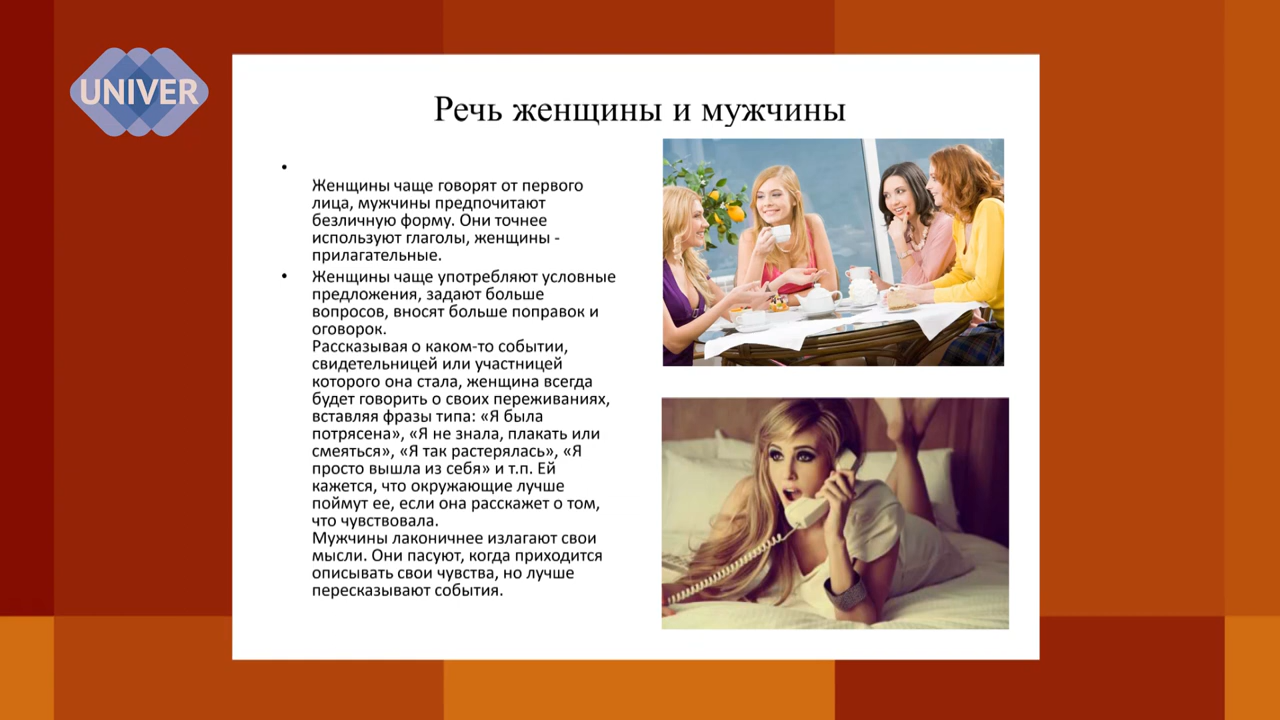 UNIVER
Речь женщины и мужчины
•
Женщины чаще говорят от первого
лица, мужчины предпочитают
безличную форму. Они точнее
используют глаголы, женщины -
прилагательные.
• Женщины чаще употребляют условные
предложения, задают больше
вопросов, вносят больше поправок и
оговорок.
Рассказывая о каком-то событии,
свидетельницей или участницей
которого она стала, женщина всегда
будет говорить о своих переживаниях,
вставляя фразы типа: «Я была
потрясена», «Я не знала, плакать или
смеяться», «Я так растерялась», «Я
просто вышла из себя» и т.п. Ей
кажется, что окружающие лучше
поймут ее, если она расскажет о том,
что чувствовала.
Мужчины лаконичнее излагают свои
мысли. Они пасуют, когда приходится
описывать свои чувства, но лучше
пересказывают события.